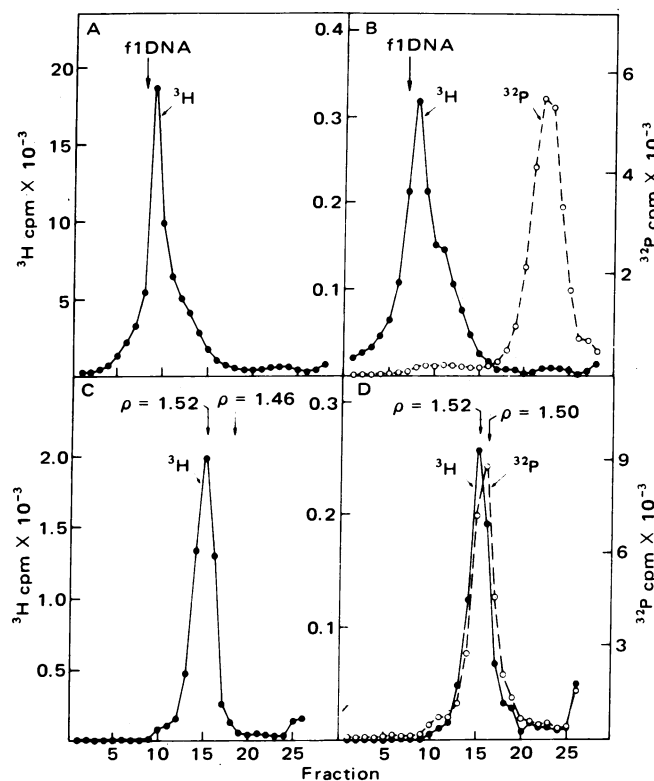 A
f1DNA
³H
20
15
10
5
³H cpm X 10⁻³
B
f1DNA
³H
³²P
0.4
0.3
0.2
0.1
6
4
2
³²P cpm X 10⁻³
C
ρ = 1.52
ρ = 1.46
³H
2.0
1.5
1.0
0.5
³H cpm X 10⁻³
5 10 15 20 25
D
ρ = 1.52
ρ = 1.50
³H
³²P
0.3
0.2
0.1
9
6
3
³²P cpm X 10⁻³
5 10 15 20 25
Fraction